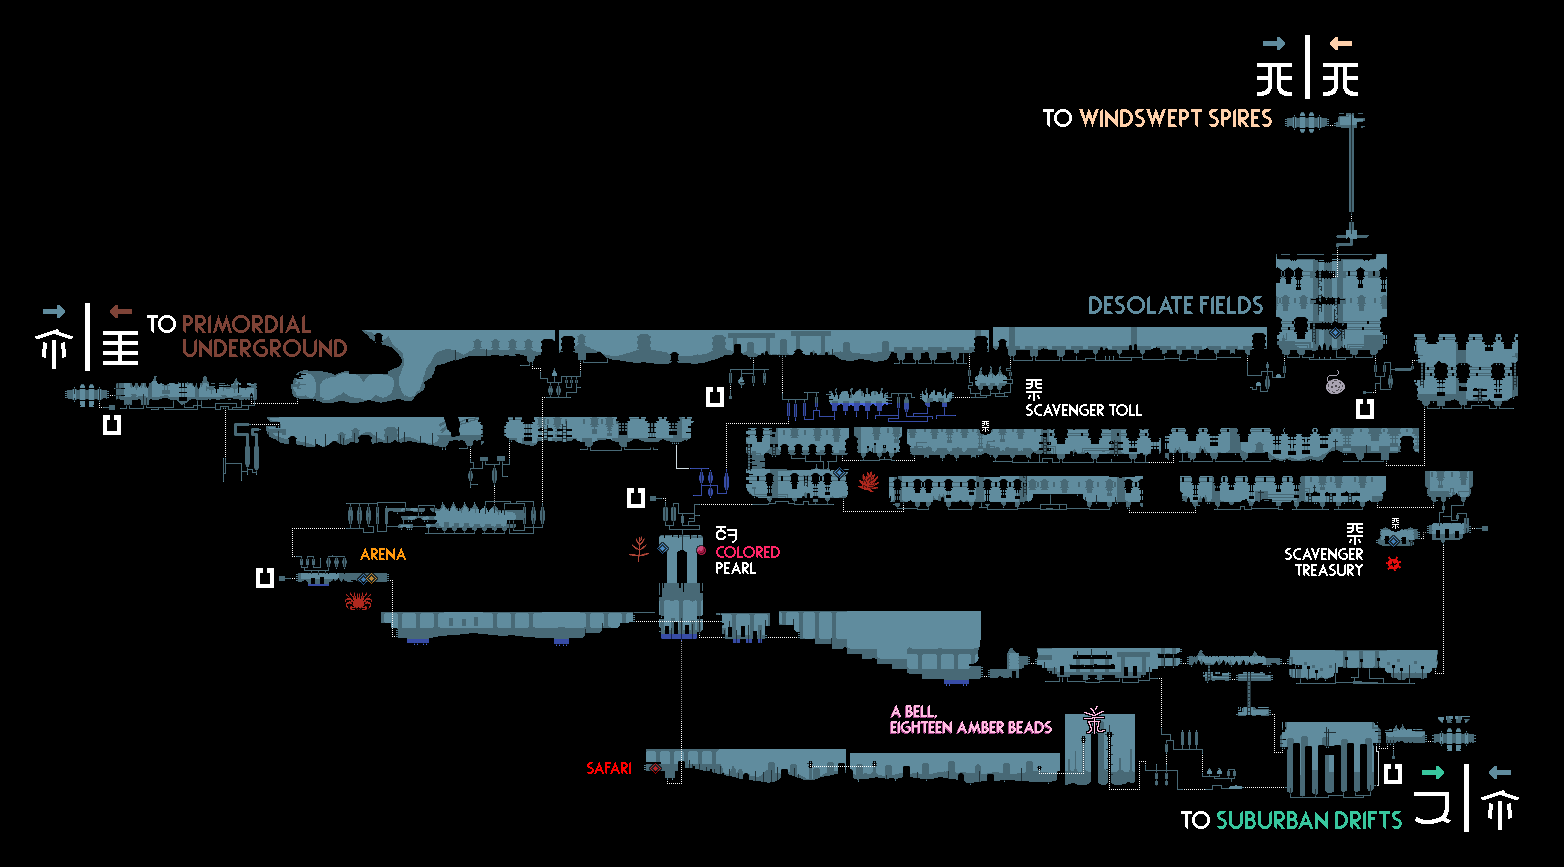 TO WINDSWEPT SPIRES
DESOLATE FIELDS
TO PRIMORDIAL
UNDERGROUND
SCAVENGER TOLL
ARENA
COLORED
PEARL
SCAVENGER
TREASURY
A BELL,
EIGHTEEN AMBER BEADS
SAFARI
TO SUBURBAN DRIFTS